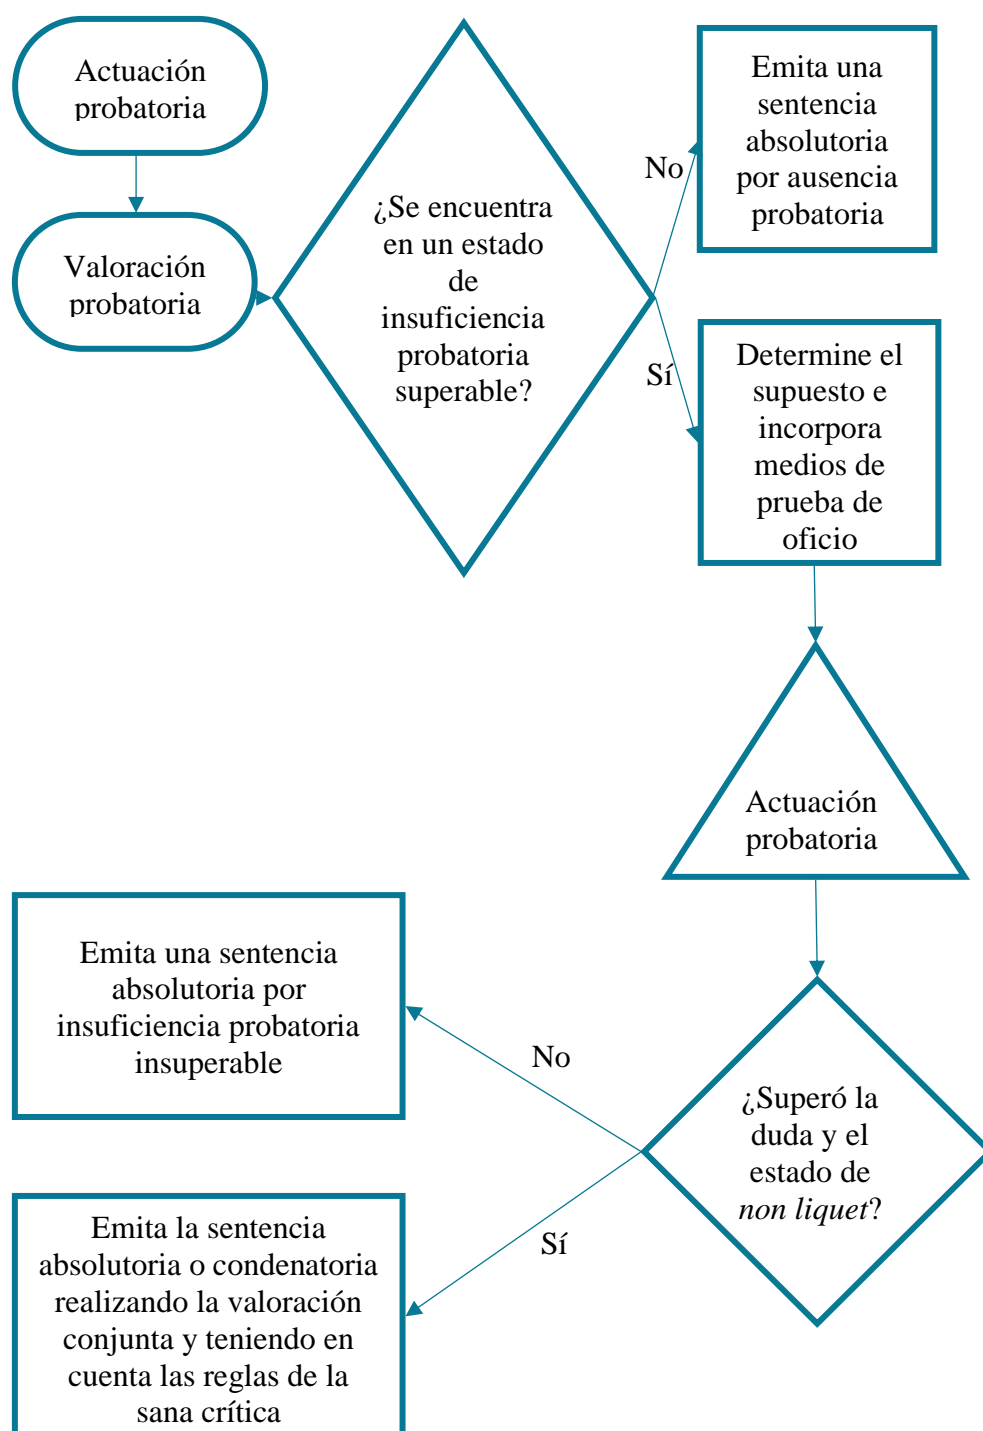 Actuación
probatoria
Valoración
probatoria
¿Se encuentra
en un estado
de
insuficiencia
probatoria
superable?
No
Emita una
sentencia
absolutoria
por ausencia
probatoria
Sí
Determine el
supuesto e
incorpora
medios de
prueba de
oficio
Actuación
probatoria
¿Superó la
duda y el
estado de
non liquet?
No
Emita una sentencia
absolutoria por
insuficiencia probatoria
insuperable
Sí
Emita la sentencia
absolutoria o condenatoria
realizando la valoración
conjunta y teniendo en
cuenta las reglas de la
sana crítica